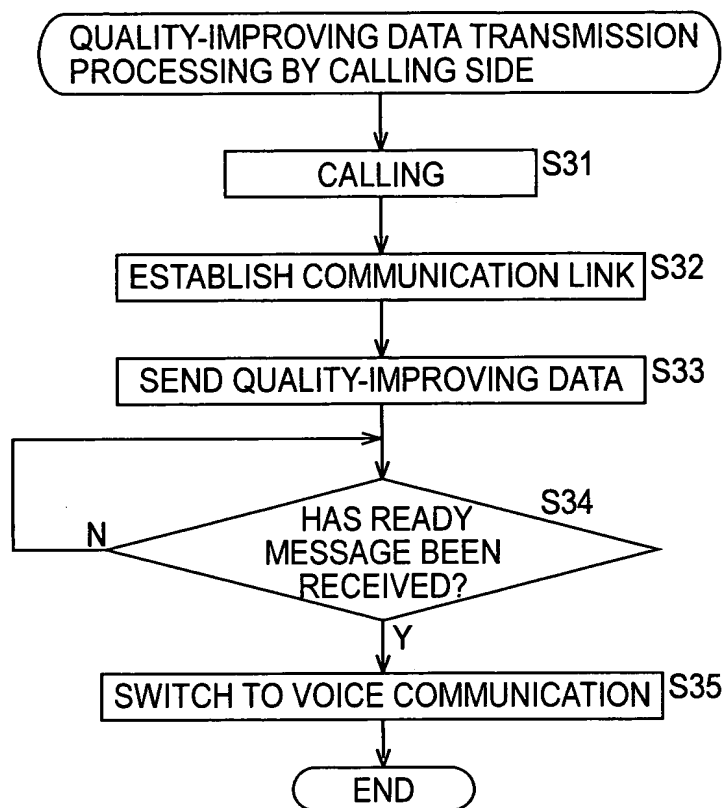 QUALITY-IMPROVING DATA TRANSMISSION
PROCESSING BY CALLING SIDE
CALLING
S31
ESTABLISH COMMUNICATION LINK
S32
SEND QUALITY-IMPROVING DATA
S33
S34
HAS READY
MESSAGE BEEN
RECEIVED?
N
Y
SWITCH TO VOICE COMMUNICATION
S35
END